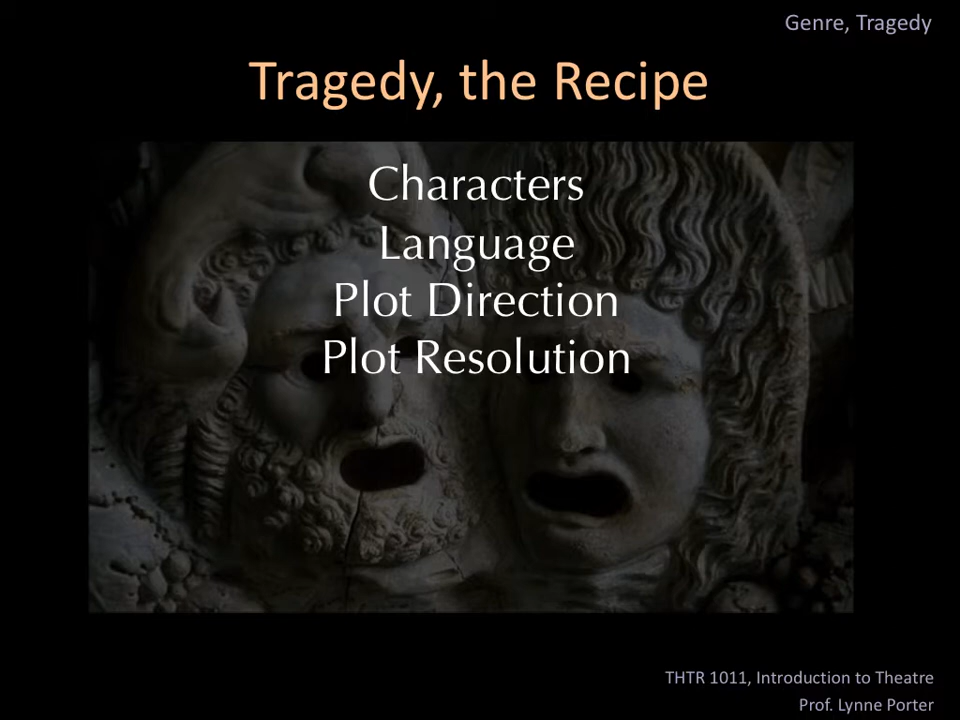 Genre, Tragedy
Tragedy, the Recipe
Characters
Language
Plot Direction
Plot Resolution
THTR 1011, Introduction to Theatre
Prof. Lynne Porter